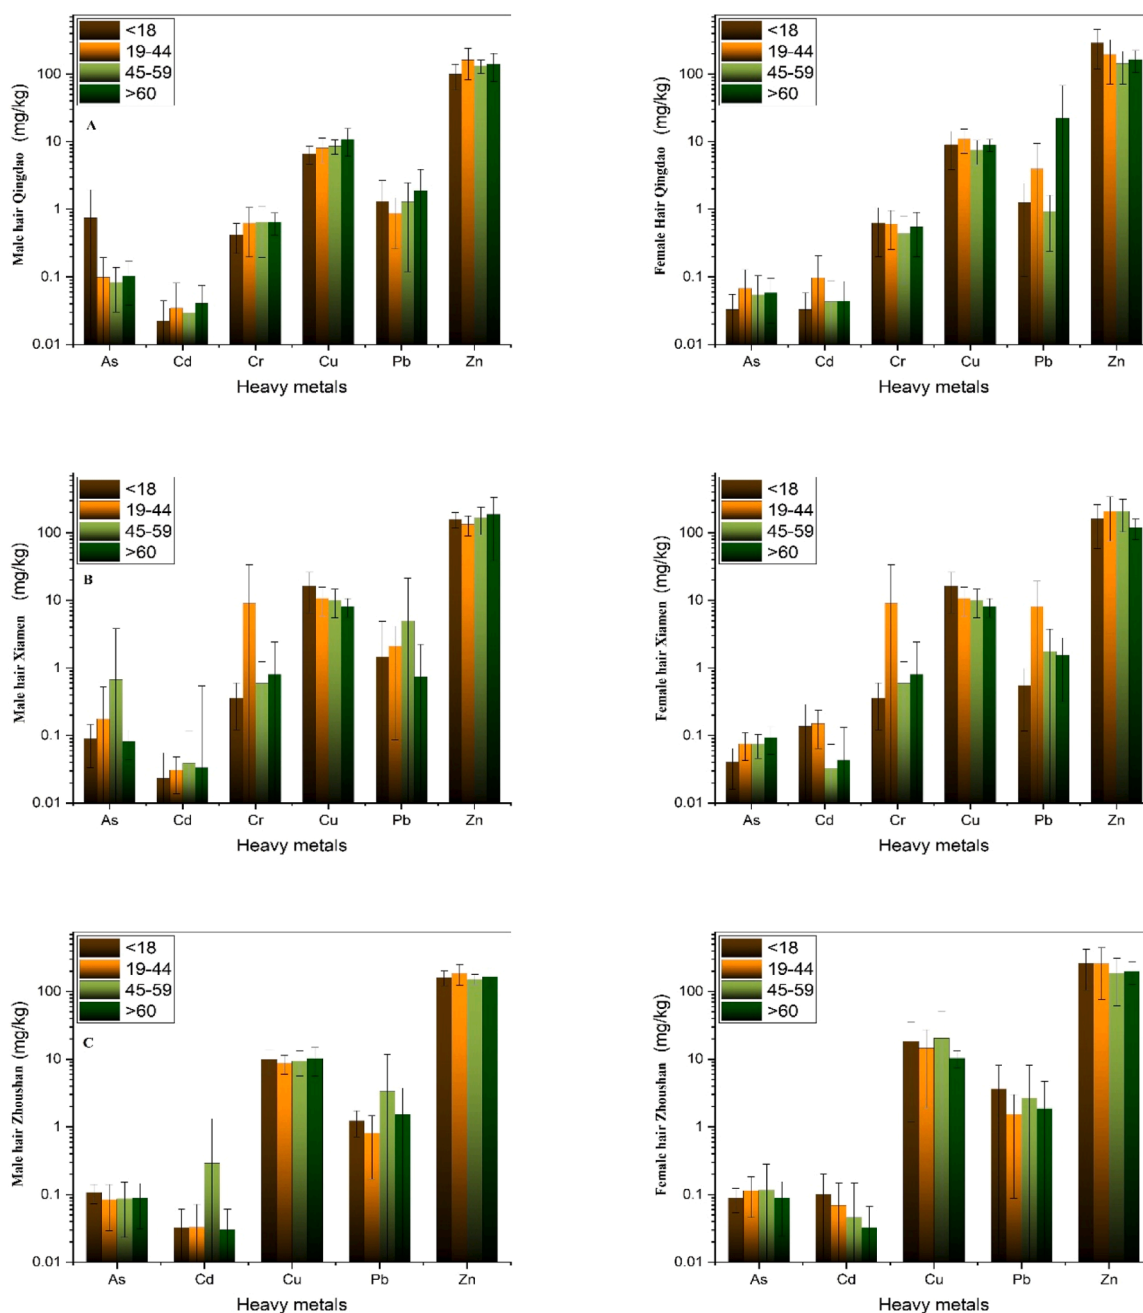 <18
19-44
45-59
>60
A
Male hair Qingdao (mg/kg)
100
10
1
0.1
0.01
As Cd Cr Cu Pb Zn
Heavy metals
<18
19-44
45-59
>60
Female Hair Qingdao (mg/kg)
100
10
1
0.1
0.01
As Cd Cr Cu Pb Zn
Heavy metals
<18
19-44
45-59
>60
B
Male hair Xiamen (mg/kg)
100
10
1
0.1
0.01
As Cd Cr Cu Pb Zn
Heavy metals
<18
19-44
45-59
>60
Female hair Xiamen (mg/kg)
100
10
1
0.1
0.01
As Cd Cr Cu Pb Zn
Heavy metals
<18
19-44
45-59
>60
C
Male hair Zhoushan (mg/kg)
100
10
1
0.1
0.01
As Cd Cu Pb Zn
Heavy metals
<18
19-44
45-59
>60
Female hair Zhoushan (mg/kg)
100
10
1
0.1
0.01
As Cd Cu Pb Zn
Heavy metals